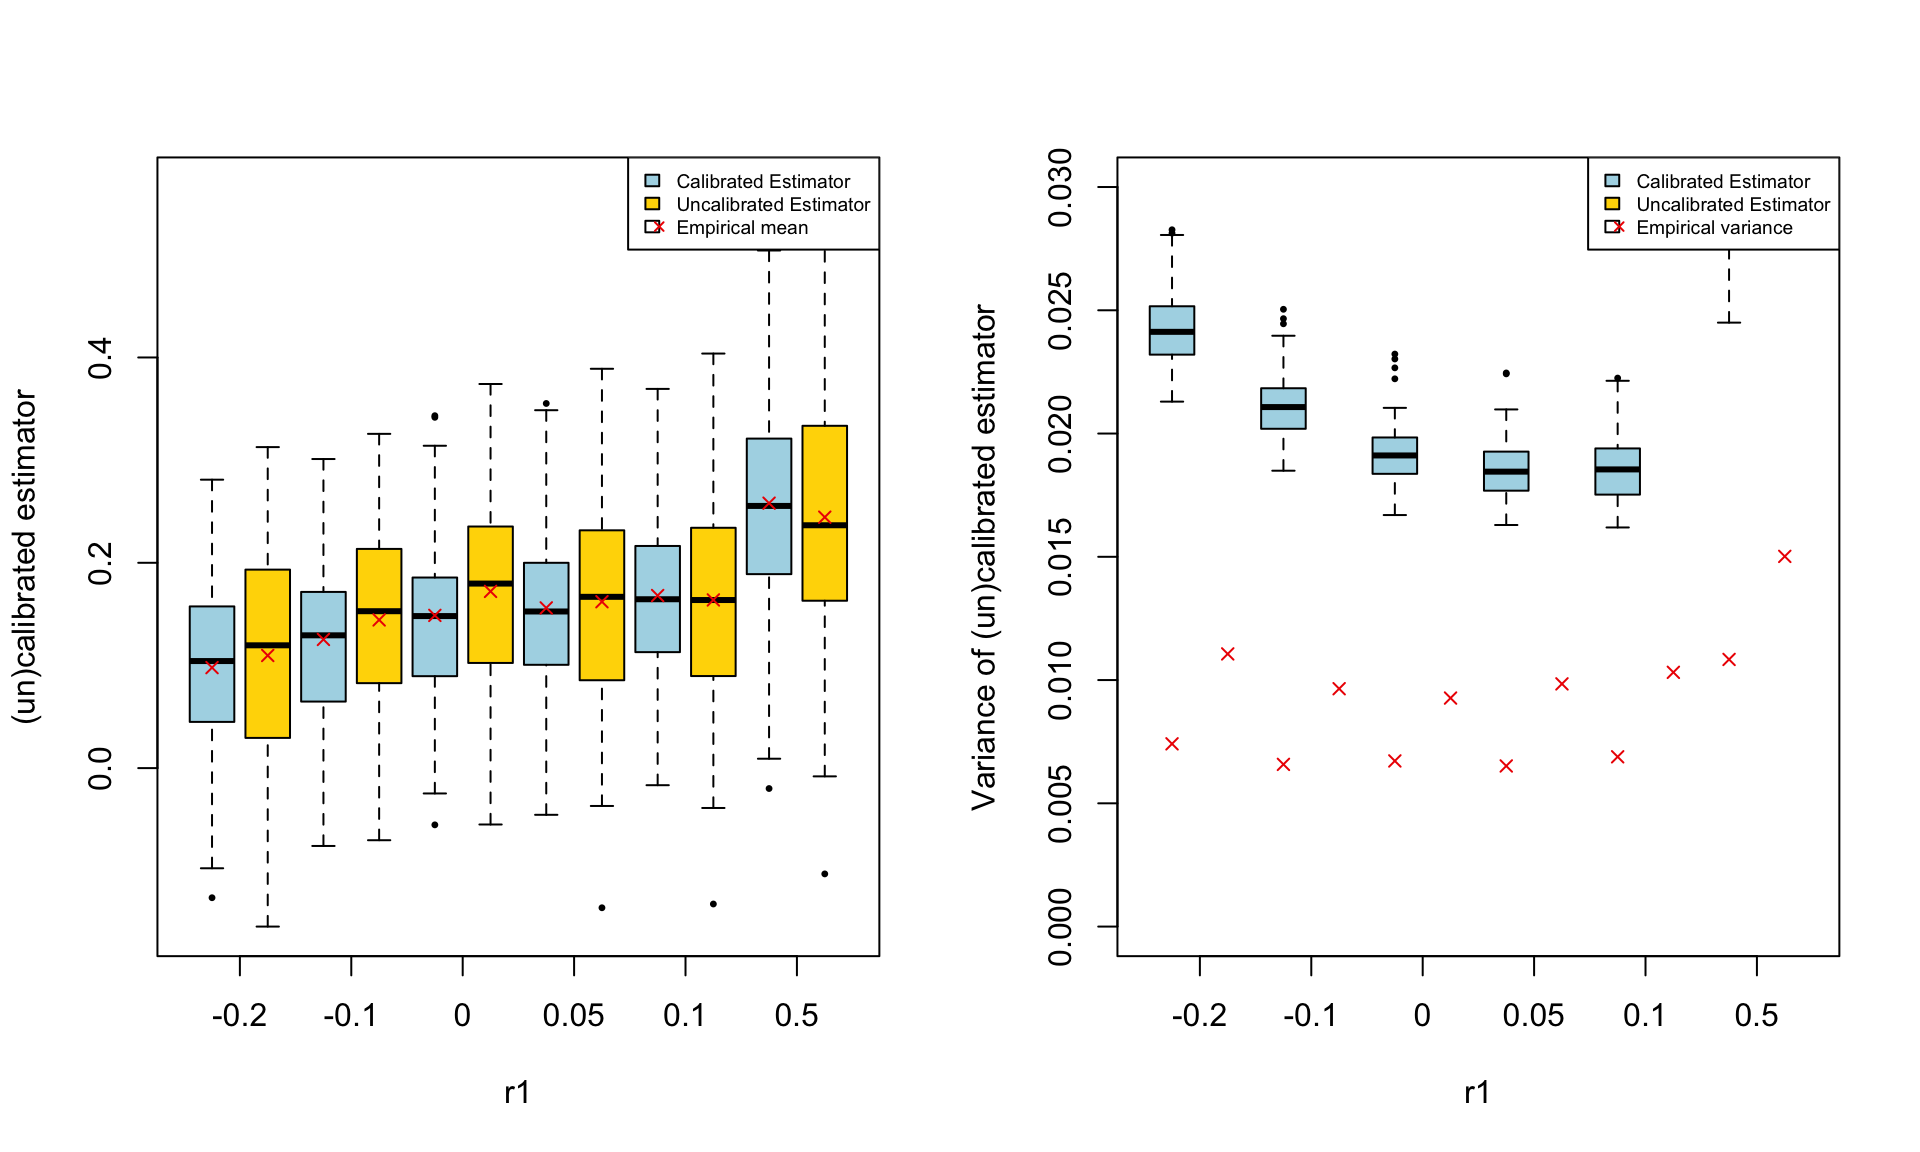 Calibrated Estimator
Uncalibrated Estimator
Empirical mean
(un)calibrated estimator
0.4
0.2
0.0
-0.2 -0.1 0 0.05 0.1 0.5
r1
Calibrated Estimator
Uncalibrated Estimator
Empirical variance
Variance of (un)calibrated estimator
0.030
0.025
0.020
0.015
0.010
0.005
0.000
-0.2 -0.1 0 0.05 0.1 0.5
r1